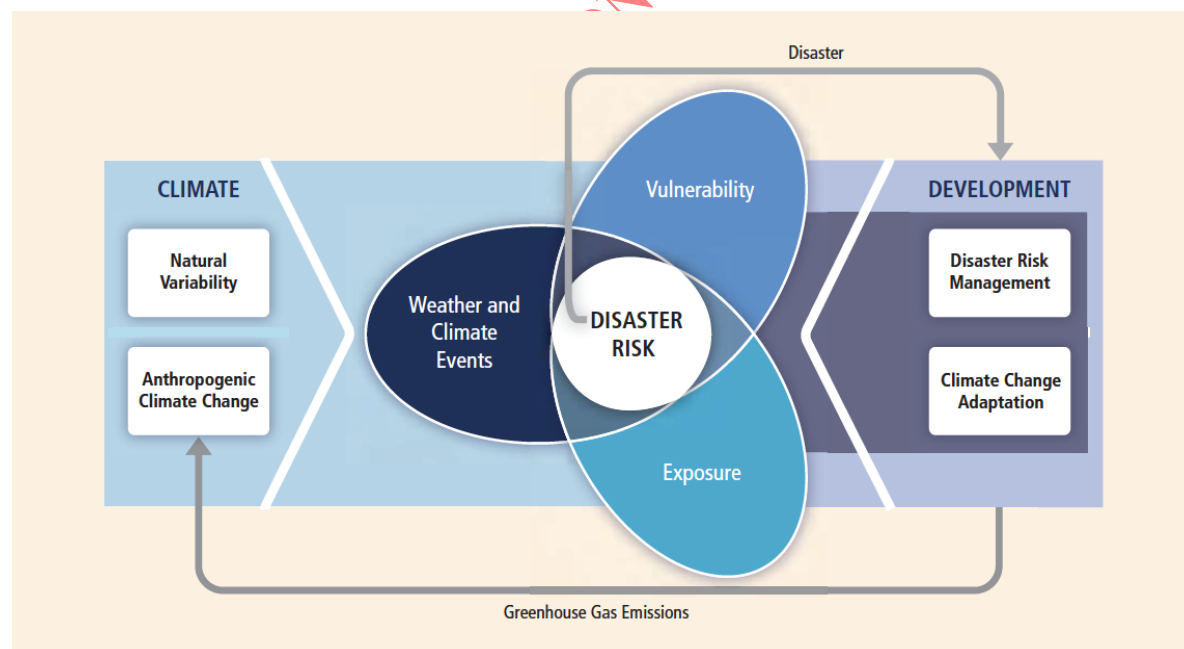 Disaster
CLIMATE
Natural
Variability
Anthropogenic
Climate Change
Vulnerability
Weather and
Climate
Events
DISASTER
RISK
Exposure
DEVELOPMENT
Disaster Risk
Management
Climate Change
Adaptation
Greenhouse Gas Emissions